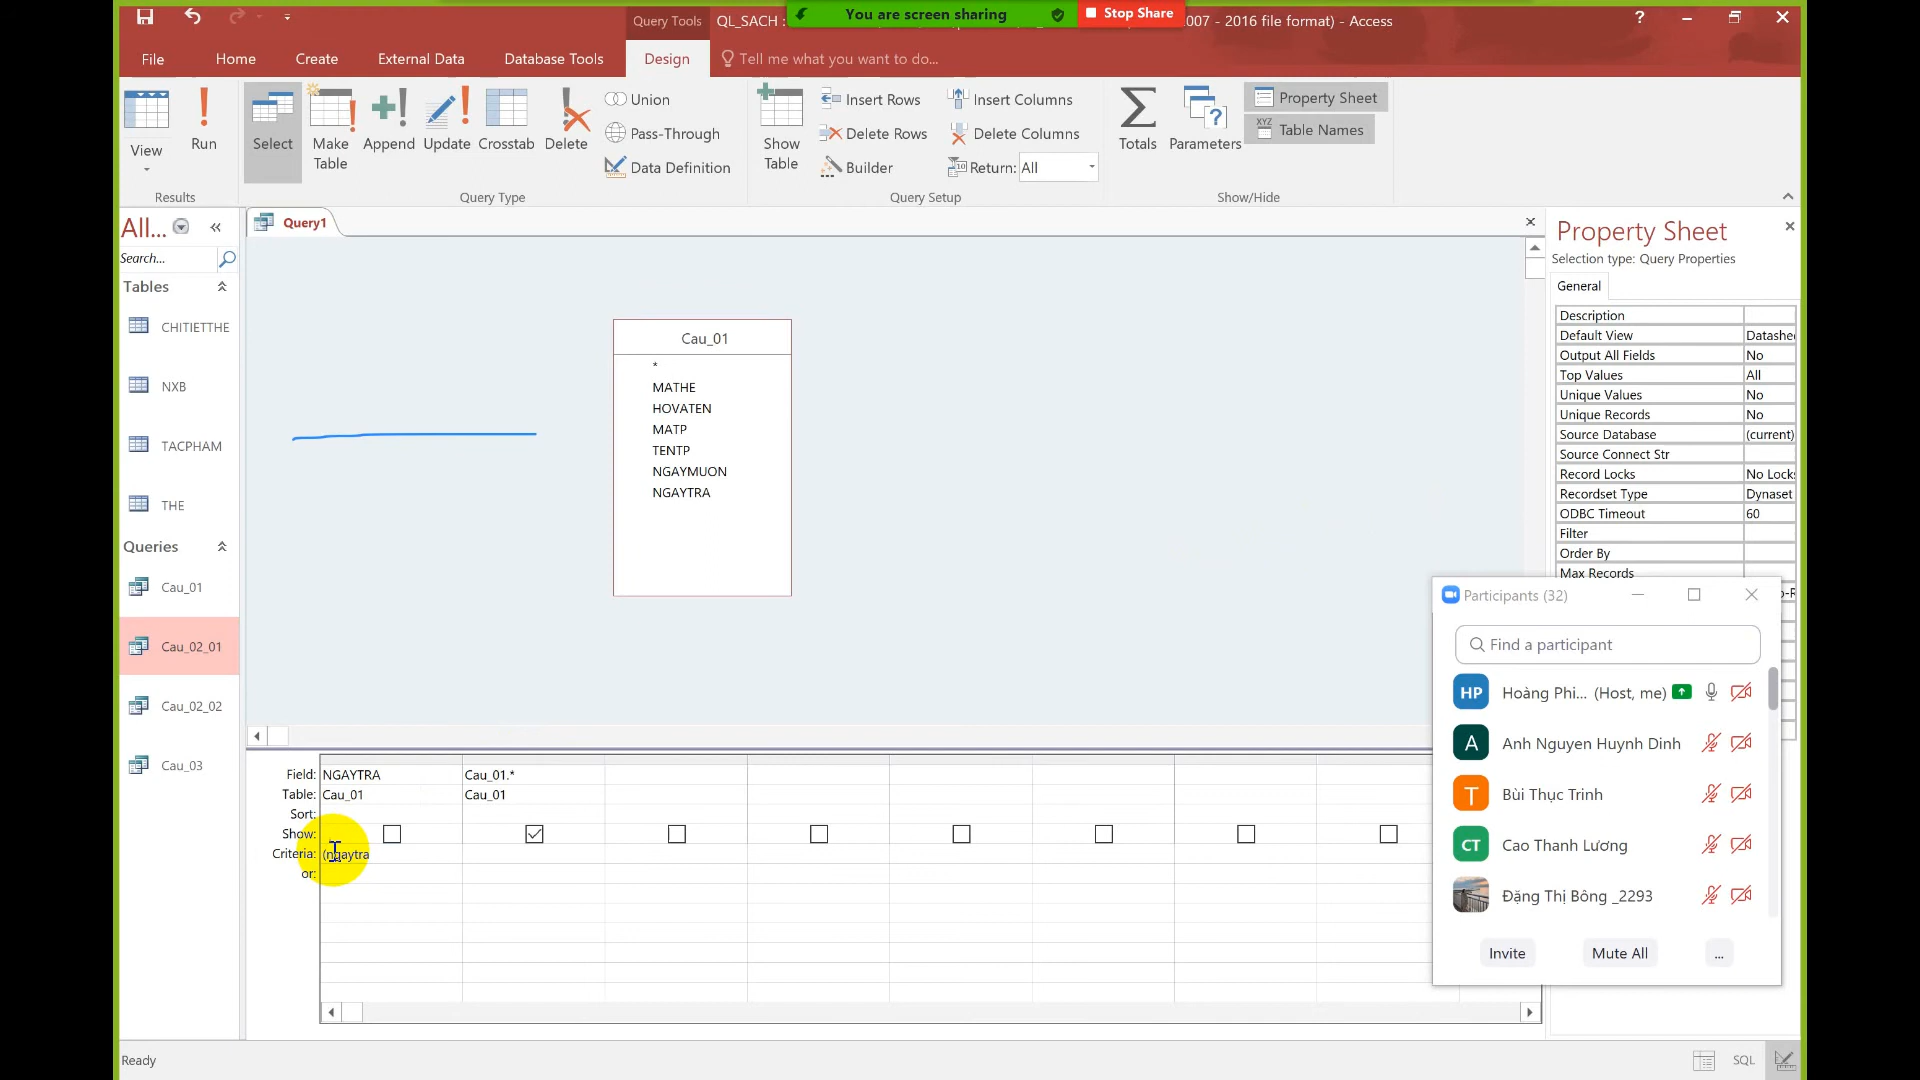 You are screen sharing
Stop Share
Query Tools
QL_SACH :
007 - 2016 file format) - Access
?
File
Home
Create
External Data
Database Tools
Design
Tell me what you want to do...
View
Run
Select
Make Table
Append
Update
Crosstab
Delete
Union
Pass-Through
Data Definition
Show Table
Insert Rows
Delete Rows
Builder
Insert Columns
Delete Columns
Return: All
Totals
Parameters
Property Sheet
Table Names
Results
Query Type
Query Setup
Show/Hide
All...
Search...
Tables
CHITIETTHE
NXB
TACPHAM
THE
Queries
Cau_01
Cau_02_01
Cau_02_02
Cau_03
Query1
Cau_01
*
MATHE
HOVATEN
MATP
TENTP
NGAYMUON
NGAYTRA
Field: NGAYTRA Cau_01.*
Table: Cau_01 Cau_01
Sort:
Show:
Criteria: (ngaytra
or:
Property Sheet
Selection type: Query Properties
General
Description
Default View Datashe
Output All Fields No
Top Values All
Unique Values No
Unique Records No
Source Database (current)
Source Connect Str
Record Locks No Locks
Recordset Type Dynaset
ODBC Timeout 60
Filter
Order By
Max Records
Participants (32)
Find a participant
HP Hoàng Phi... (Host, me)
A Anh Nguyen Huynh Dinh
T Bùi Thục Trinh
CT Cao Thanh Lương
Đặng Thị Bông _2293
Invite
Mute All
...
Ready
SQL